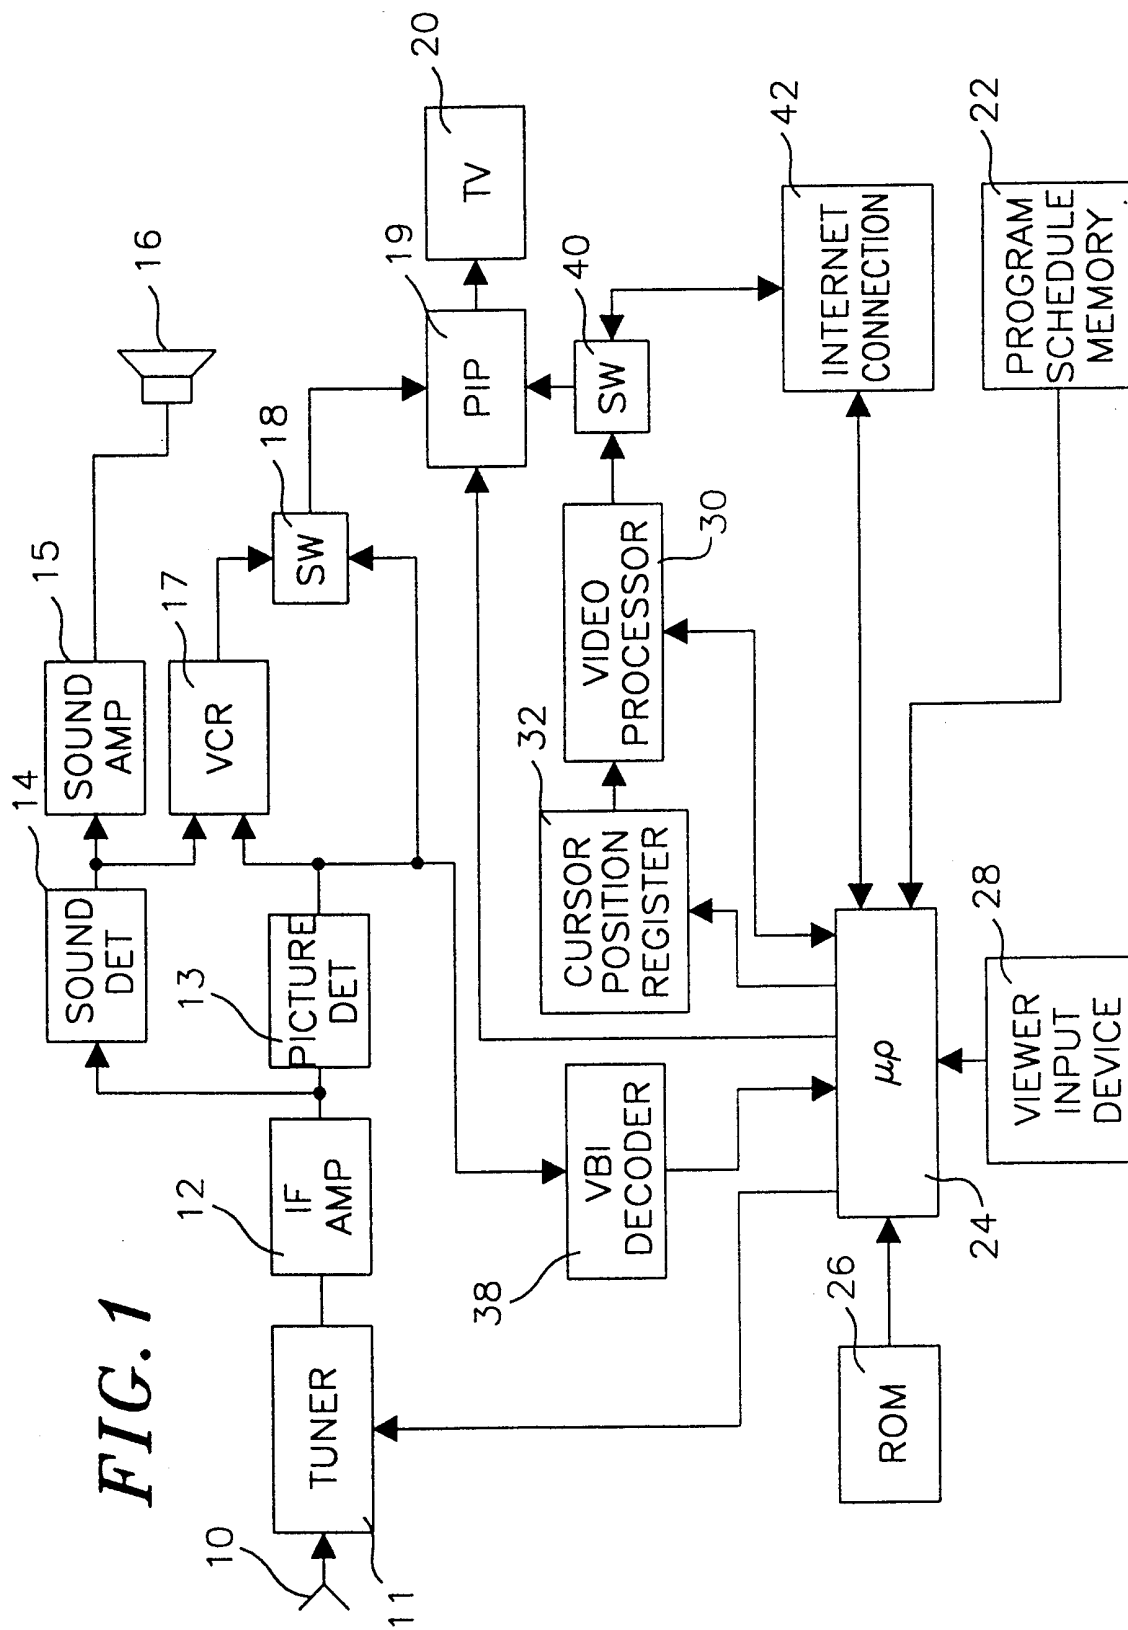 FIG. 1
10
11
TUNER
12
IF
AMP
13
PICTURE
DET
14
SOUND
DET
15
SOUND
AMP
16
17
VCR
18
SW
19
PIP
20
TV
38
VBI
DECODER
32
CURSOR
POSITION
REGISTER
30
VIDEO
PROCESSOR
40
SW
42
INTERNET
CONNECTION
22
PROGRAM
SCHEDULE
MEMORY
26
ROM
24
μρ
28
VIEWER
INPUT
DEVICE